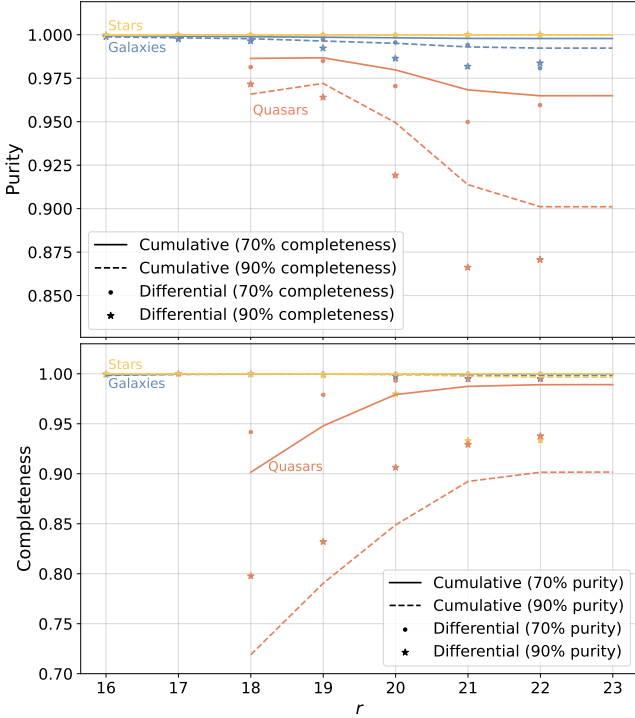 1.000
0.975
0.950
0.925
0.900
0.875
0.850
Purity
Stars
Galaxies
Quasars
Cumulative (70% completeness)
Cumulative (90% completeness)
Differential (70% completeness)
Differential (90% completeness)
1.00
0.95
0.90
0.85
0.80
0.75
0.70
Completeness
Stars
Galaxies
Quasars
Cumulative (70% purity)
Cumulative (90% purity)
Differential (70% purity)
Differential (90% purity)
16 17 18 19 20 21 22 23
r